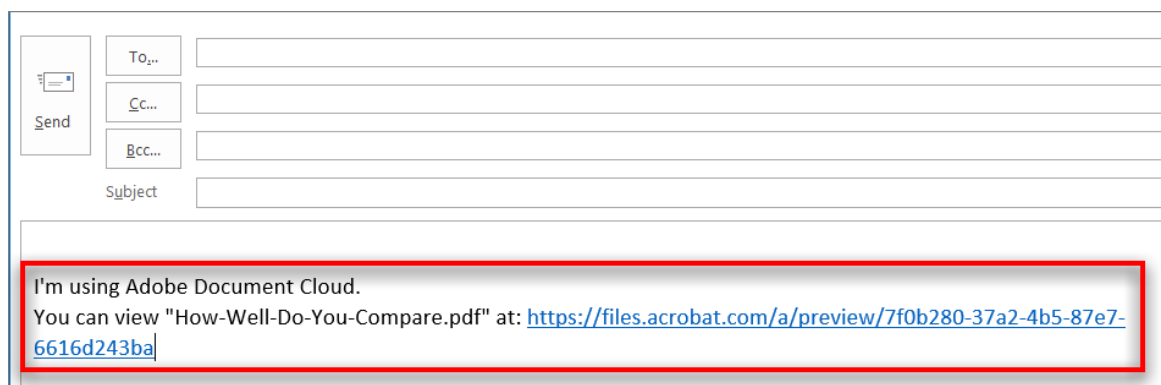 To...
Cc...
Send
Bcc...
Subject
I'm using Adobe Document Cloud.
You can view "How-Well-Do-You-Compare.pdf" at: https://files.acrobat.com/a/preview/7f0b280-37a2-4b5-87e7-
6616d243ba